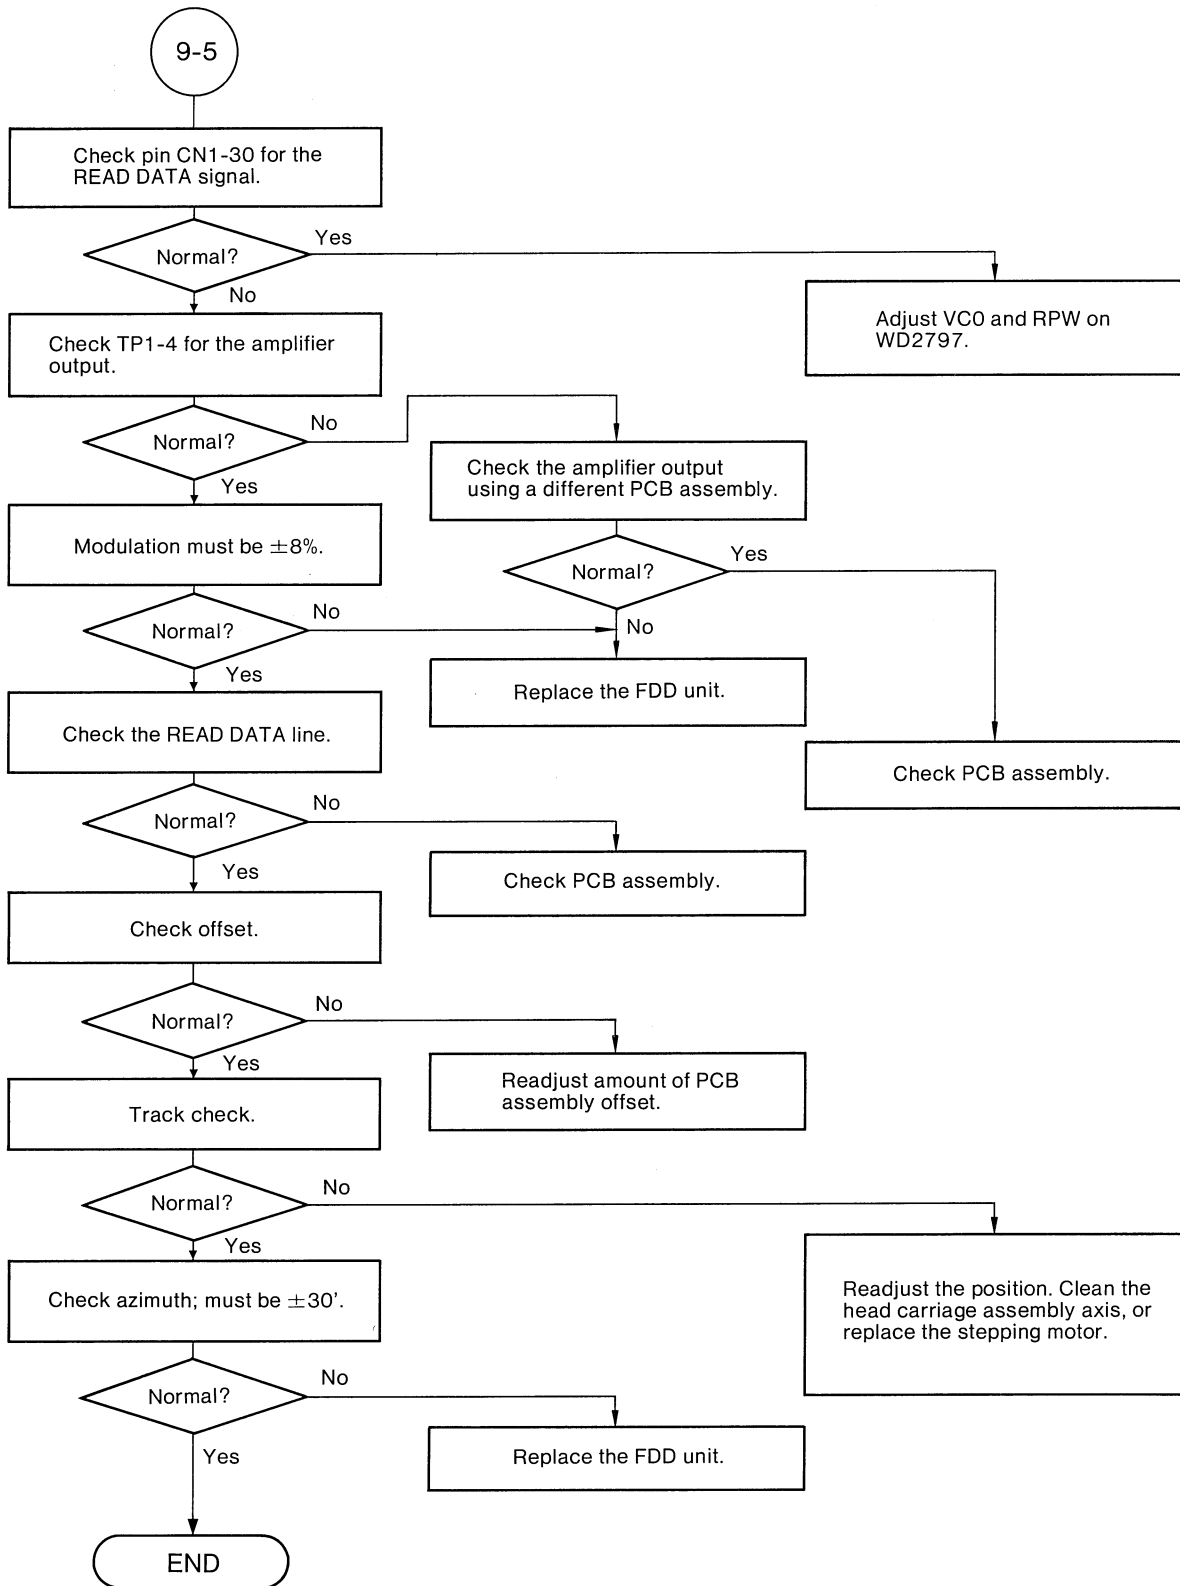 9-5
Check pin CN1-30 for the
READ DATA signal.
Normal?
Yes
No
Adjust VCO and RPW on
WD2797.
Check TP1-4 for the amplifier
output.
Normal?
No
Yes
Check the amplifier output
using a different PCB assembly.
Modulation must be ±8%.
Normal?
Yes
No
Normal?
No
Yes
Replace the FDD unit.
Check the READ DATA line.
Check PCB assembly.
Normal?
No
Yes
Check PCB assembly.
Check offset.
Normal?
No
Yes
Readjust amount of PCB
assembly offset.
Track check.
Normal?
No
Yes
Readjust the position. Clean the
head carriage assembly axis, or
replace the stepping motor.
Check azimuth; must be ±30'.
Normal?
No
Yes
Replace the FDD unit.
END